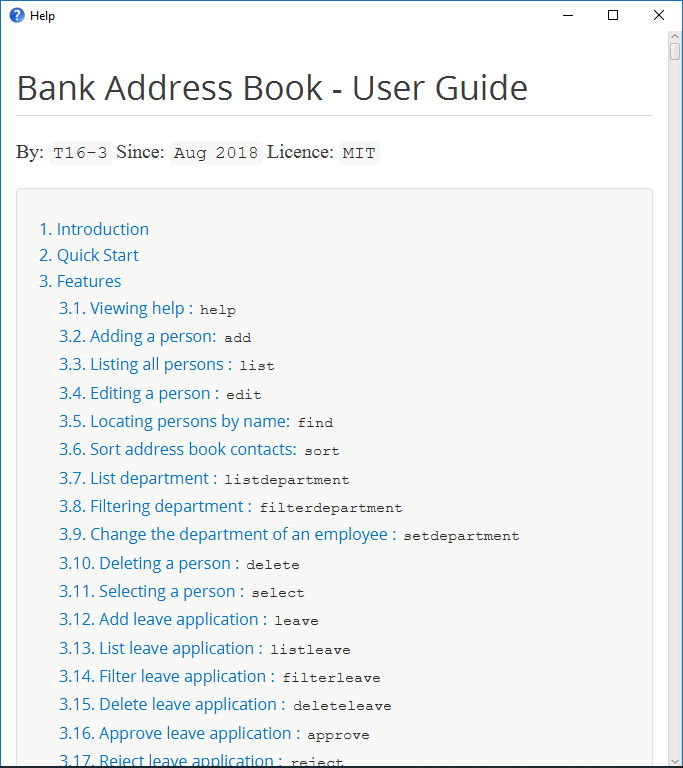 Help
Bank Address Book - User Guide
By: T16-3 Since: Aug 2018 Licence: MIT
1. Introduction
2. Quick Start
3. Features
3.1. Viewing help : help
3.2. Adding a person: add
3.3. Listing all persons : list
3.4. Editing a person : edit
3.5. Locating persons by name: find
3.6. Sort address book contacts: sort
3.7. List department : listdepartment
3.8. Filtering department : filterdepartment
3.9. Change the department of an employee : setdepartment
3.10. Deleting a person : delete
3.11. Selecting a person : select
3.12. Add leave application : leave
3.13. List leave application : listleave
3.14. Filter leave application : filterleave
3.15. Delete leave application : deleteleave
3.16. Approve leave application : approve
3.17. Reject leave application : reject